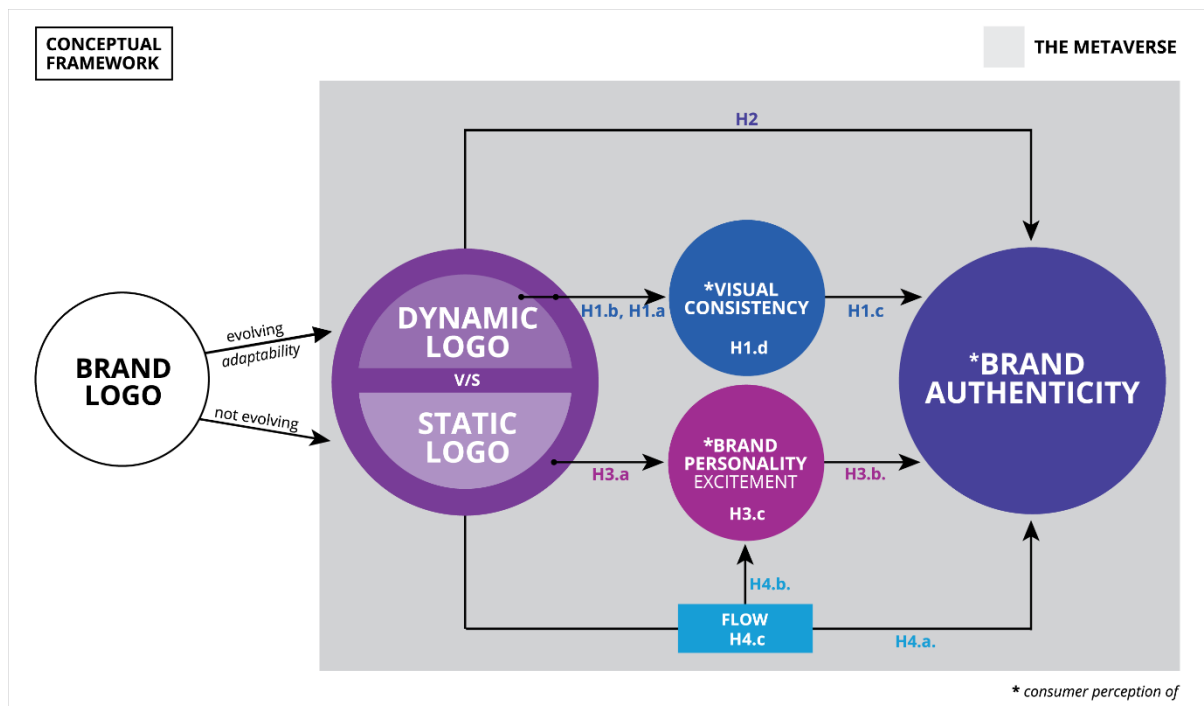 CONCEPTUAL
FRAMEWORK
THE METAVERSE
H2
BRAND
LOGO
evolving
adaptability
not evolving
DYNAMIC
LOGO
V/S
STATIC
LOGO
H1.b, H1.a
*VISUAL
CONSISTENCY
H1.d
H1.c
H3.a
*BRAND
PERSONALITY
EXCITEMENT
H3.c
H3.b.
*BRAND
AUTHENTICITY
H4.b.
FLOW
H4.c
H4.a.
* consumer perception of